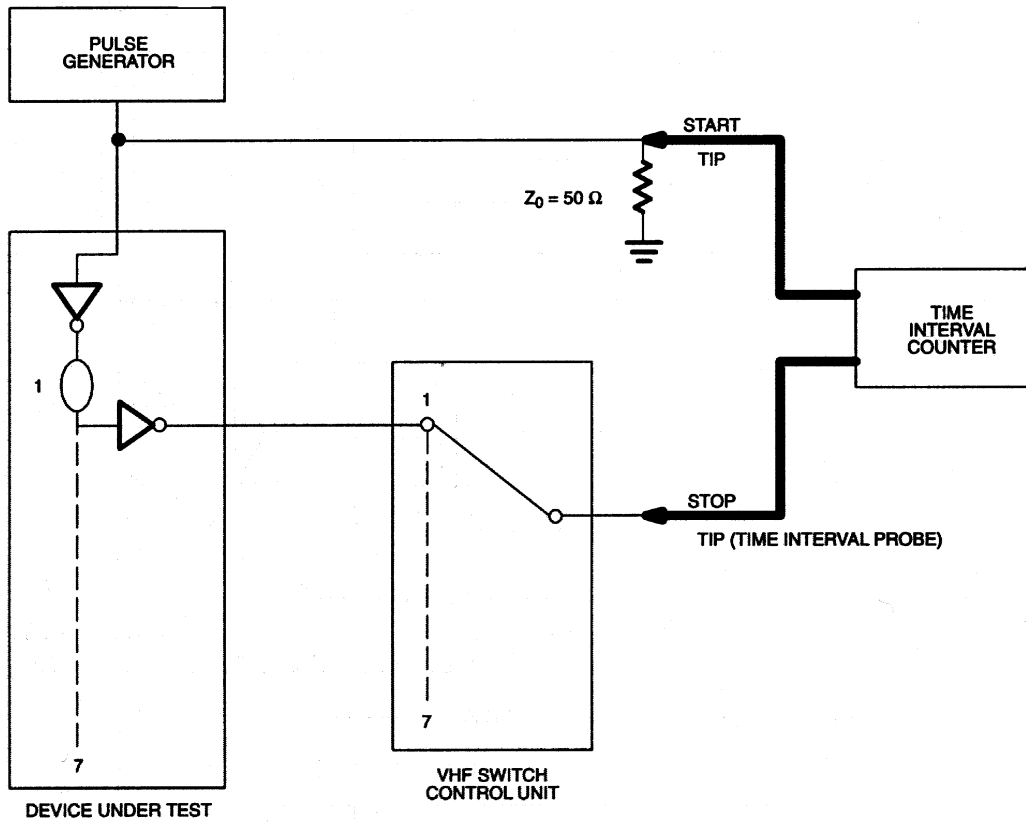 PULSE
GENERATOR
START
TIP
Z0 = 50 Ω
TIME
INTERVAL
COUNTER
1
1
STOP
TIP (TIME INTERVAL PROBE)
7
7
VHF SWITCH
CONTROL UNIT
DEVICE UNDER TEST